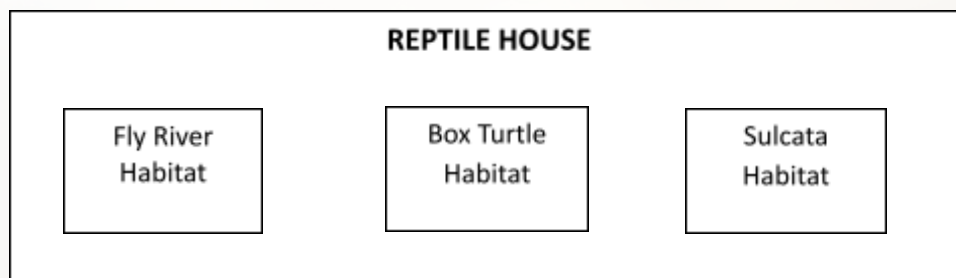 REPTILE HOUSE
Fly River
Habitat
Box Turtle
Habitat
Sulcata
Habitat